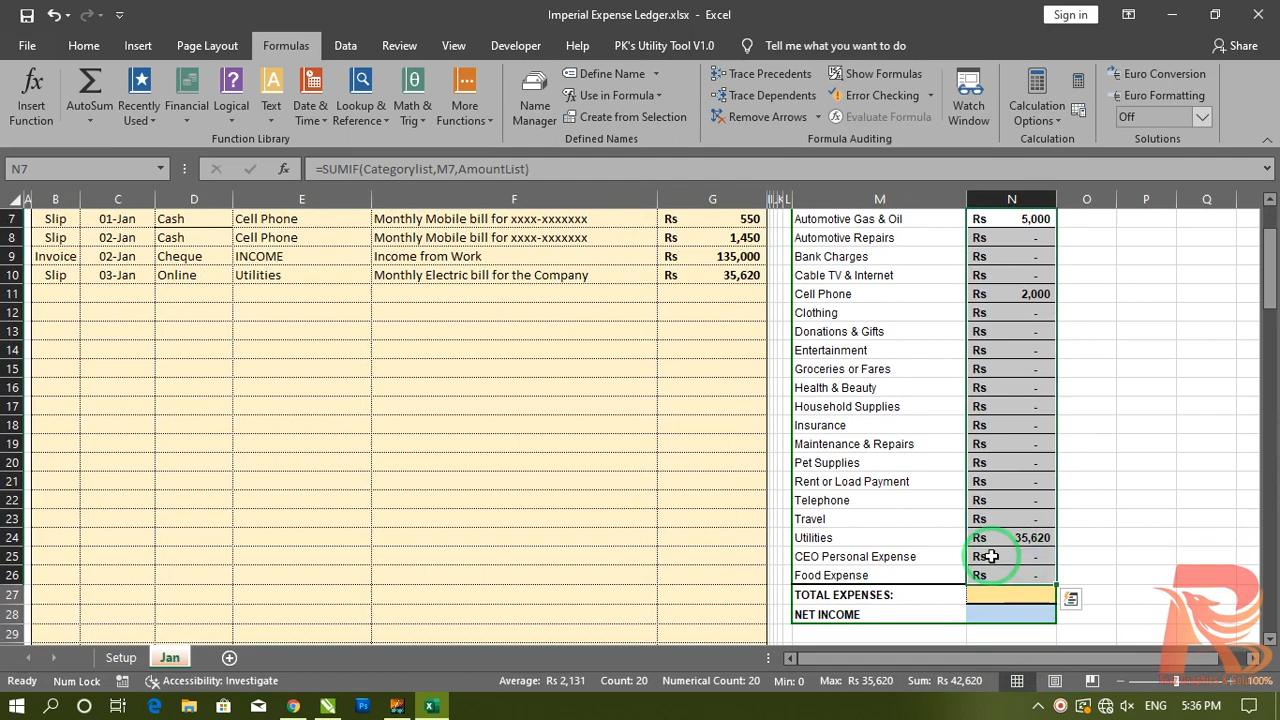 Imperial Expense Ledger.xlsx - Excel
Sign in
File Home Insert Page Layout Formulas Data Review View Developer Help PK's Utility Tool V1.0 Tell me what you want to do Share
Insert Function
AutoSum
Recently Used
Financial
Logical
Text
Date & Time
Lookup & Reference
Math & Trig
More Functions
Function Library
Name Manager
Define Name
Use in Formula
Create from Selection
Defined Names
Trace Precedents
Trace Dependents
Remove Arrows
Show Formulas
Error Checking
Evaluate Formula
Formula Auditing
Watch Window
Calculation Options
Calculation
Euro Conversion
Euro Formatting
Off
Solutions
N7 fx =SUMIF(Categorylist,M7,AmountList)
A B C D E F G K L M N O P Q R
7 Slip 01-Jan Cash Cell Phone Monthly Mobile bill for xxxx-xxxxxxx Rs 550 Automotive Gas & Oil Rs 5,000
8 Slip 02-Jan Cash Cell Phone Monthly Mobile bill for xxxx-xxxxxxx Rs 1,450 Automotive Repairs Rs -
9 Invoice 02-Jan Cheque INCOME Income from Work Rs 135,000 Bank Charges Rs -
10 Slip 03-Jan Online Utilities Monthly Electric bill for the Company Rs 35,620 Cable TV & Internet Rs -
11 Cell Phone Rs 2,000
12 Clothing Rs -
13 Donations & Gifts Rs -
14 Entertainment Rs -
15 Groceries or Fares Rs -
16 Health & Beauty Rs -
17 Household Supplies Rs -
18 Insurance Rs -
19 Maintenance & Repairs Rs -
20 Pet Supplies Rs -
21 Rent or Load Payment Rs -
22 Telephone Rs -
23 Travel Rs -
24 Utilities Rs 35,620
25 CEO Personal Expense Rs -
26 Food Expense Rs -
27 TOTAL EXPENSES:
28 NET INCOME
29
Setup Jan
Ready Num Lock Accessibility: Investigate Average: Rs 2,131 Count: 20 Numerical Count: 20 Min: 0 Max: Rs 35,620 Sum: Rs 42,620 100%
ENG 5:36 PM